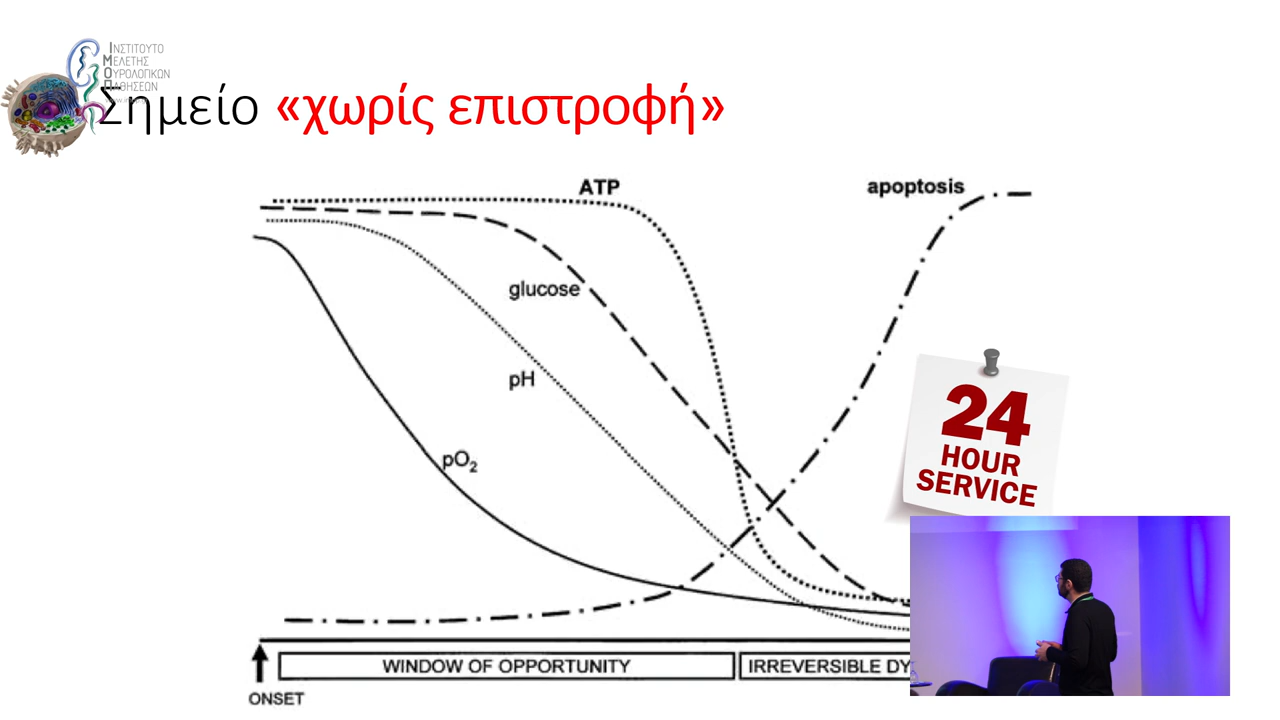 ΙΝΣΤΙΤΟΥΤΟ
ΜΕΛΕΤΗΣ
ΟΥΡΟΛΟΓΙΚΩΝ
ΠΑΘΗΣΕΩΝ
Σημείο «χωρίς επιστροφή»
ATP
apoptosis
glucose
pH
pO₂
24
HOUR
SERVICE
WINDOW OF OPPORTUNITY
IRREVERSIBLE DY
ONSET